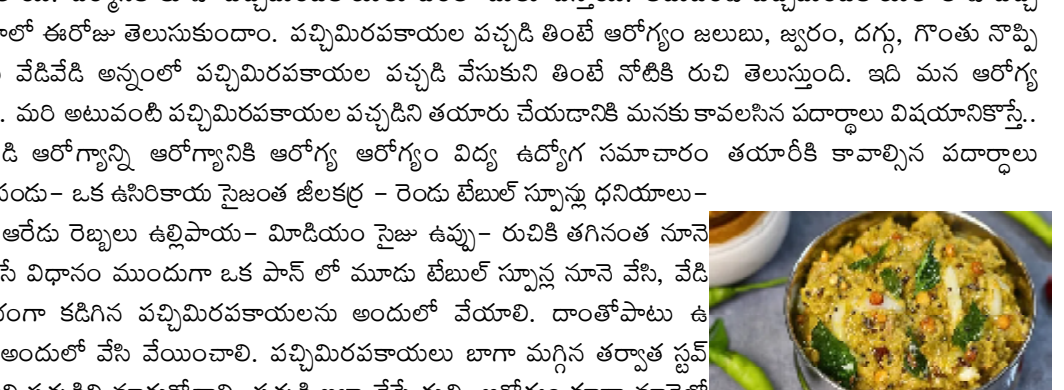 ఈరోజు తెలుసుకుందాం. పచ్చిమిరపకాయల పచ్చడి తింటే ఆరోగ్యం జలుబు, జ్వరం, దగ్గు, గొంతు నొప్పి
వేడివేడి అన్నంలో పచ్చిమిరపకాయల పచ్చడి వేసుకుని తింటే నోటికి రుచి తెలుస్తుంది. ఇది మన ఆరోగ్య
. మరి అటువంటి పచ్చిమిరపకాయల పచ్చడిని తయారు చేయడానికి మనకు కావలసిన పదార్థాలు విషయానికొస్తే..
డి ఆరోగ్యాన్ని ఆరోగ్యానికి ఆరోగ్య ఆరోగ్యం విద్య ఉద్యోగ సమాచారం తయారీకి కావాల్సిన పదార్ధాలు
పండు– ఒక ఉసిరికాయ సైజంత జీలకర్ర – రెండు టేబుల్ స్పూన్లు ధనియాలు–
ఆరేడు రెబ్బలు ఉల్లిపాయ– మీడియం సైజు ఉప్పు– రుచికి తగినంత నూనె
సే విధానం ముందుగా ఒక పాన్ లో మూడు టేబుల్ స్పూన్ల నూనె వేసి, వేడి
రంగా కడిగిన పచ్చిమిరపకాయలను అందులో వేయాలి. దాంతోపాటు ఉ
అందులో వేసి వేయించాలి. పచ్చిమిరపకాయలు బాగా మగ్గిన తర్వాత స్టవ్